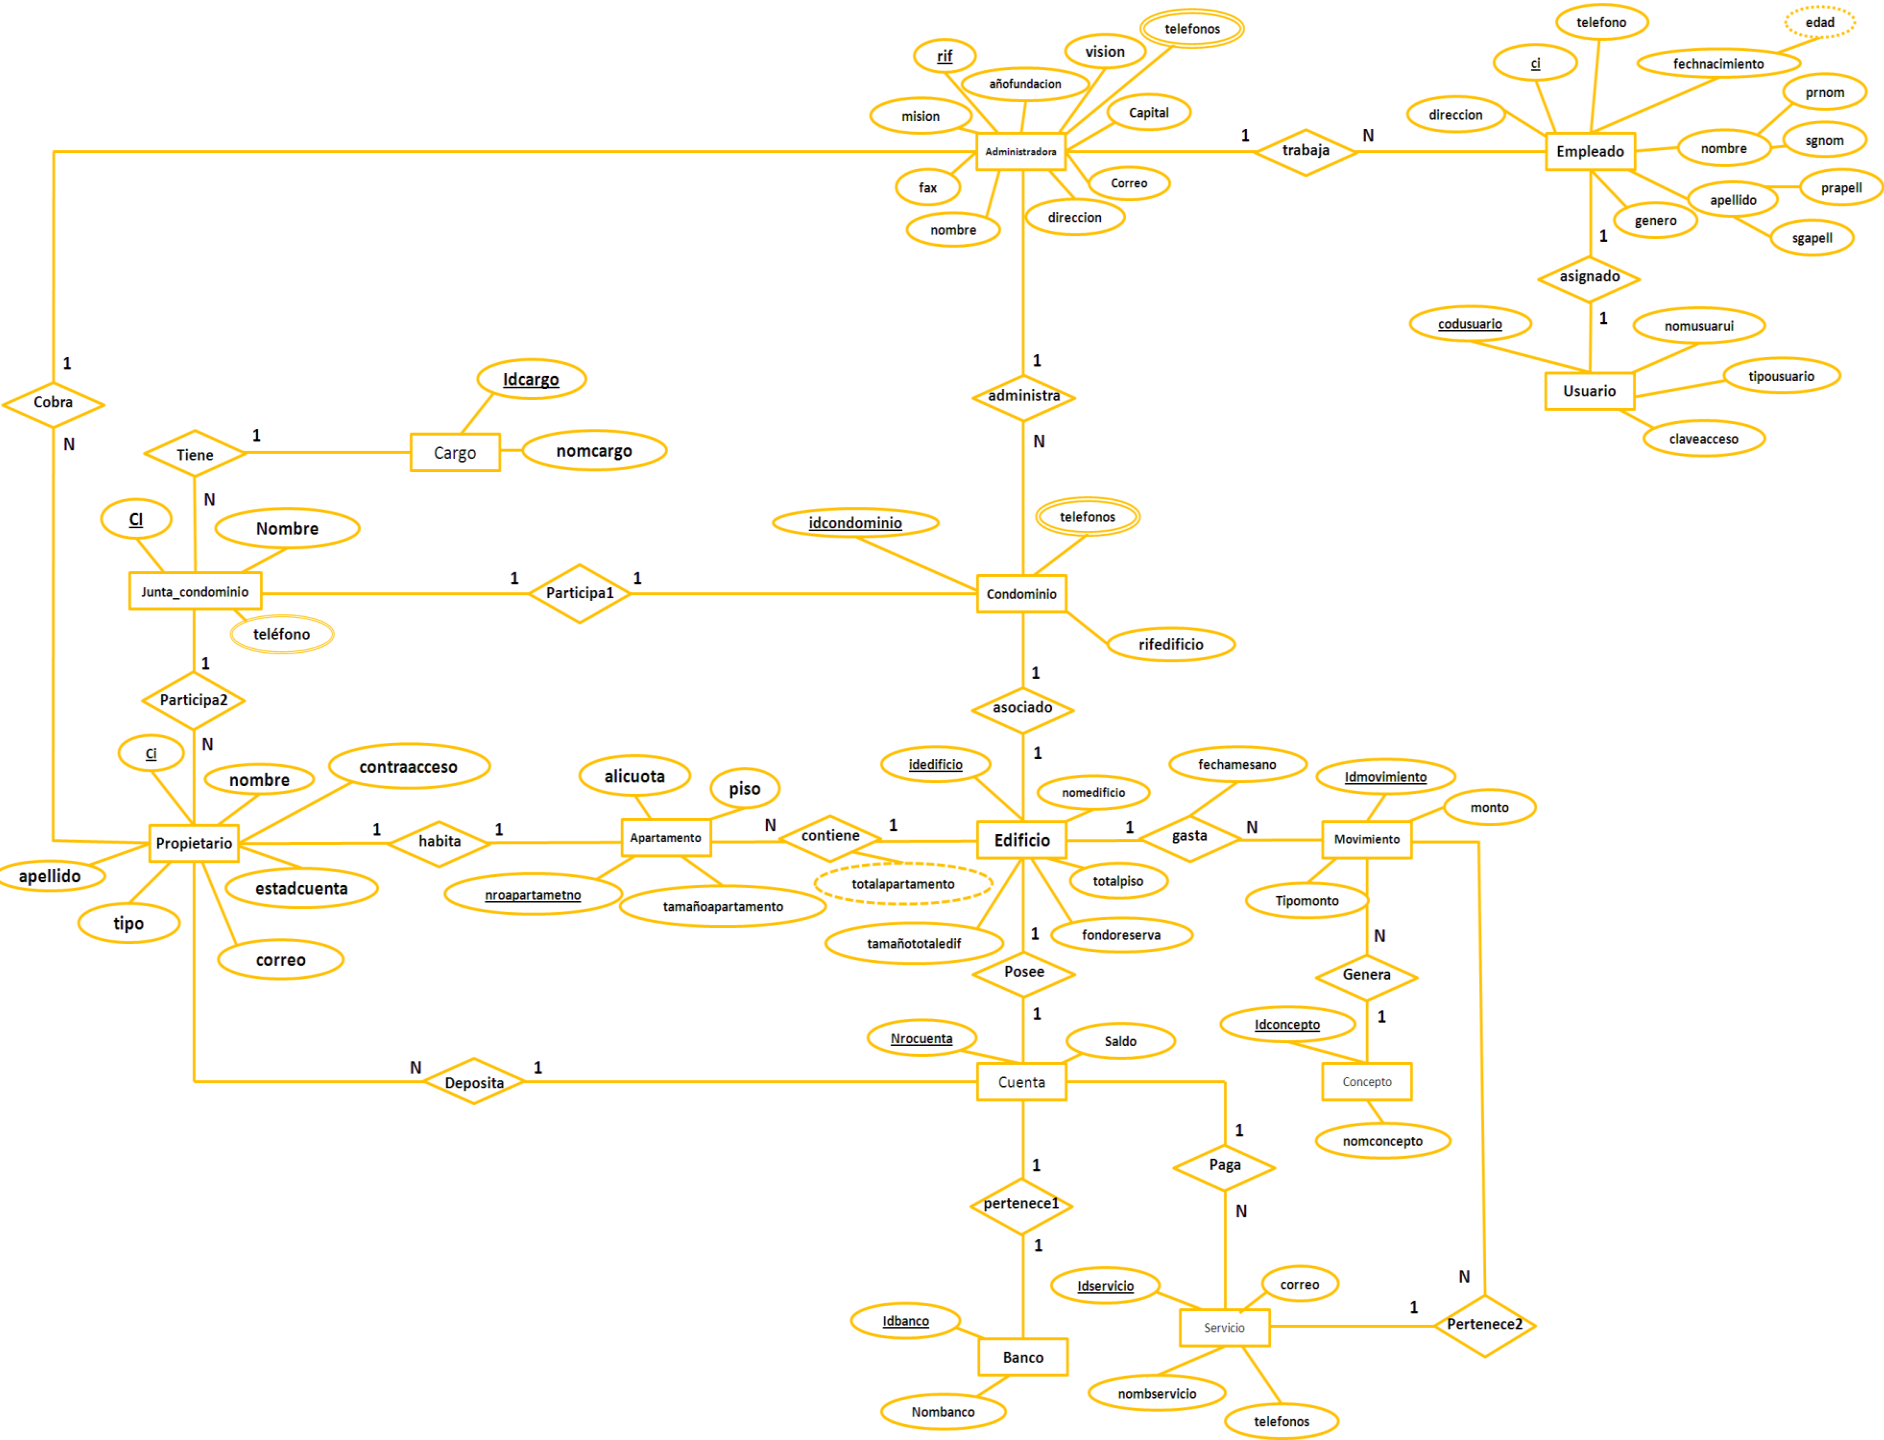 telefonos
vision
rif
añofundacion
mision
Capital
Administradora
fax
Correo
nombre
direccion
1
trabaja
N
telefono
edad
ci
fechnacimiento
prnom
direccion
Empleado
nombre
sgnom
apellido
prapell
genero
sgapell
1
asignado
1
codusuario
nomusuarui
tipousuario
Usuario
claveacceso
1
Cobra
N
1
administra
N
Idcargo
1
Tiene
Cargo
nomcargo
N
CI
Nombre
Junta_condominio
teléfono
1
Participa1
1
idcondominio
telefonos
Condominio
rifedificio
1
Participa2
N
1
asociado
1
Ci
nombre
contraacceso
Propietario
apellido
estadcuenta
tipo
correo
1
habita
1
alicuota
piso
Apartamento
nroapartametno
tamañoapartamento
N
contiene
1
totalapartamento
idedificio
nomedificio
Edificio
totalpiso
tamañototaledif
fondoreserva
fechamesano
1
gasta
N
Idmovimiento
monto
Movimiento
Tipomonto
N
Genera
1
Idconcepto
Concepto
nomconcepto
1
Posee
1
Nrocuenta
Saldo
N
Deposita
1
Cuenta
1
Paga
N
1
pertenece1
1
Idbanco
Banco
Nombanco
Idservicio
correo
Servicio
nombservicio
telefonos
1
Pertenece2
N